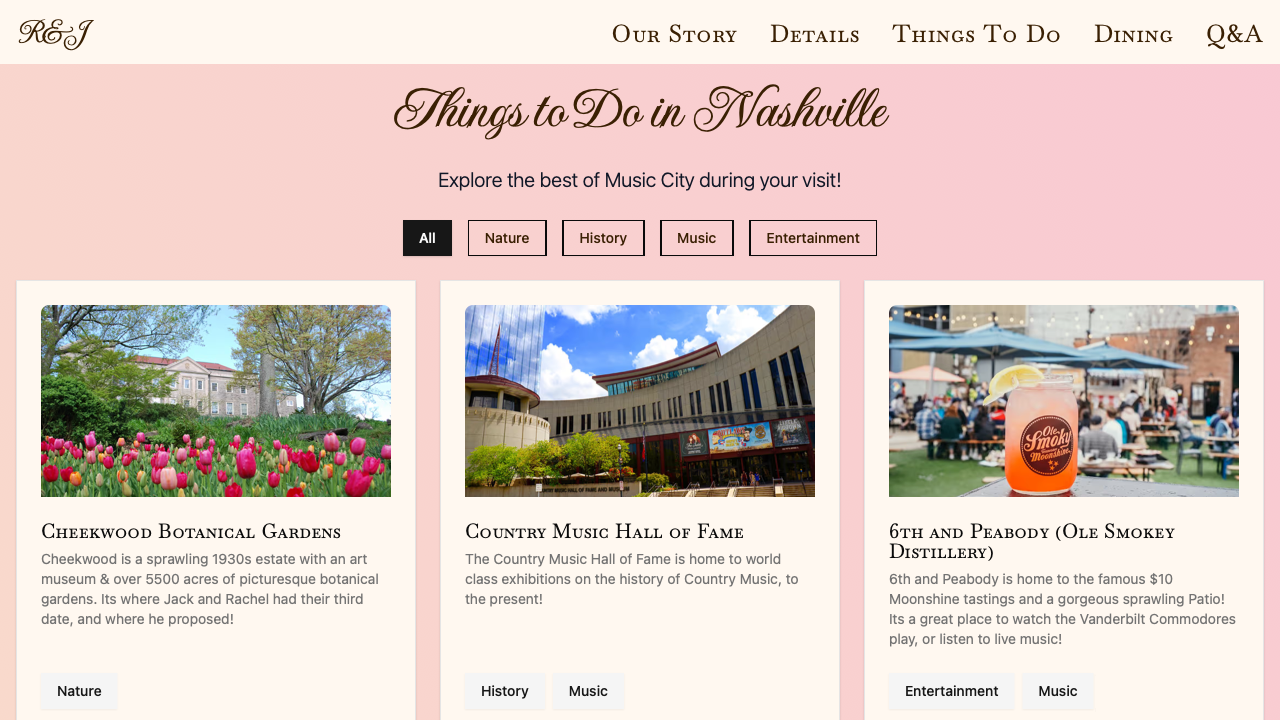 R&J
Our Story Details Things To Do Dining Q&A
Things to Do in Nashville
Explore the best of Music City during your visit!
All Nature History Music Entertainment
Ole
Smoky
Moonshine
Cheekwood Botanical Gardens
Cheekwood is a sprawling 1930s estate with an art
museum & over 5500 acres of picturesque botanical
gardens. Its where Jack and Rachel had their third
date, and where he proposed!
Nature
Country Music Hall of Fame
The Country Music Hall of Fame is home to world
class exhibitions on the history of Country Music, to
the present!
History Music
6th and Peabody (Ole Smokey
Distillery)
6th and Peabody is home to the famous $10
Moonshine tastings and a gorgeous sprawling Patio!
Its a great place to watch the Vanderbilt Commodores
play, or listen to live music!
Entertainment Music